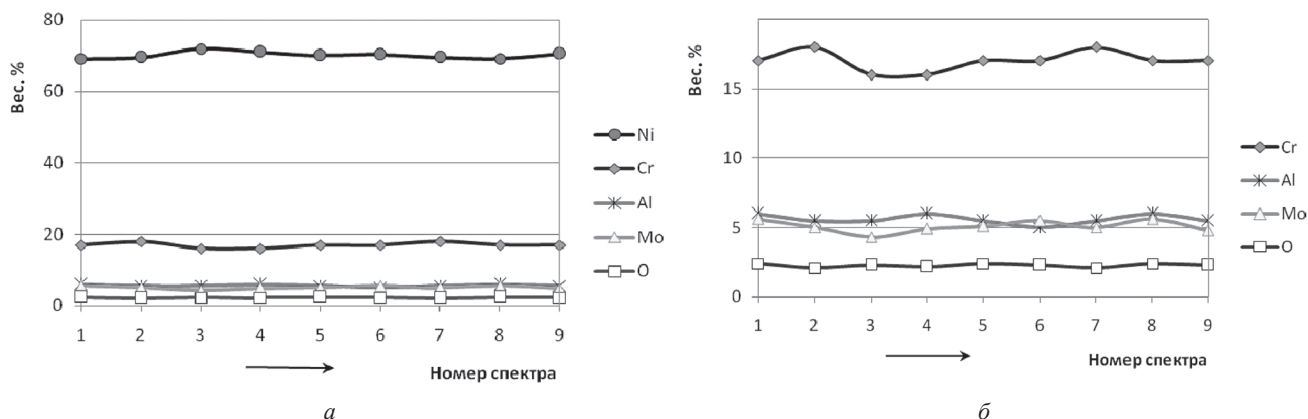 80
60
40
20
0
Вес. %
1 2 3 4 5 6 7 8 9
Номер спектра
Ni
Cr
Al
Mo
O
а
15
10
5
0
Вес. %
1 2 3 4 5 6 7 8 9
Номер спектра
Cr
Al
Mo
O
б